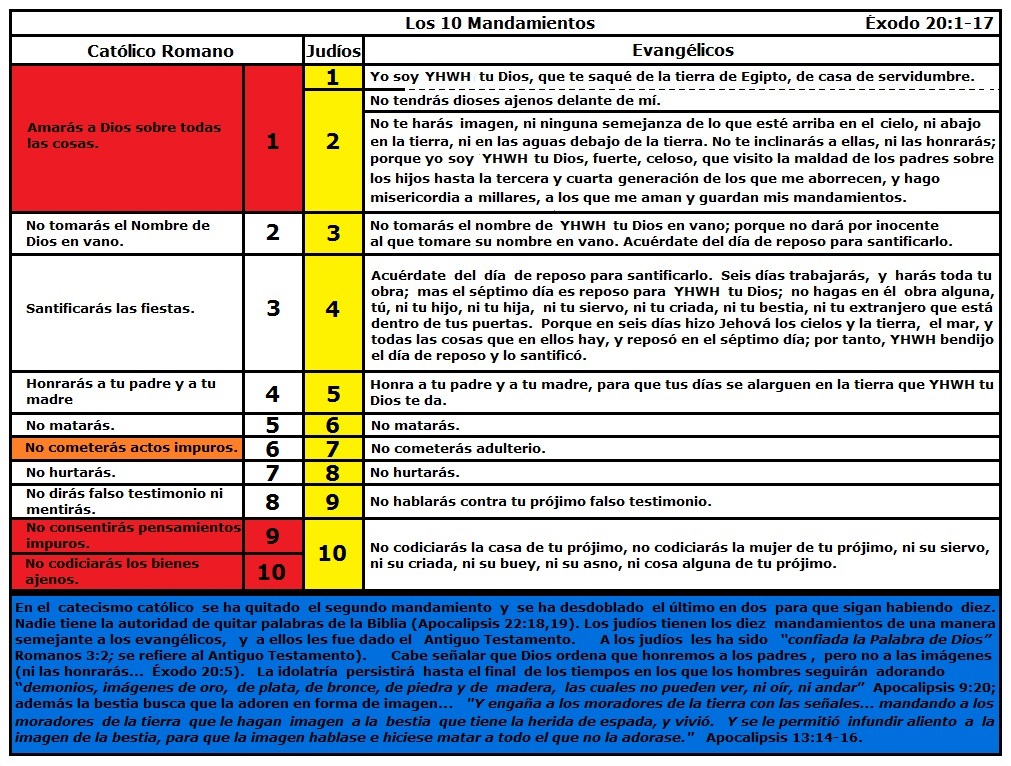 Los 10 Mandamientos Éxodo 20:1-17
Católico Romano Judíos Evangélicos
Amarás a Dios sobre todas
las cosas.
1
1
Yo soy YHWH tu Dios, que te saqué de la tierra de Egipto, de casa de servidumbre.
2
No tendrás dioses ajenos delante de mí.
No te harás imagen, ni ninguna semejanza de lo que esté arriba en el cielo, ni abajo
en la tierra, ni en las aguas debajo de la tierra. No te inclinarás a ellas, ni las honrarás;
porque yo soy YHWH tu Dios, fuerte, celoso, que visito la maldad de los padres sobre
los hijos hasta la tercera y cuarta generación de los que me aborrecen, y hago
misericordia a millares, a los que me aman y guardan mis mandamientos.
No tomarás el Nombre de
Dios en vano.
2
3
No tomarás el nombre de YHWH tu Dios en vano; porque no dará por inocente
al que tomare su nombre en vano. Acuérdate del día de reposo para santificarlo.
Santificarás las fiestas.
3
4
Acuérdate del día de reposo para santificarlo. Seis días trabajarás, y harás toda tu
obra; mas el séptimo día es reposo para YHWH tu Dios; no hagas en él obra alguna,
tú, ni tu hijo, ni tu hija, ni tu siervo, ni tu criada, ni tu bestia, ni tu extranjero que está
dentro de tus puertas. Porque en seis días hizo Jehová los cielos y la tierra, el mar, y
todas las cosas que en ellos hay, y reposó en el séptimo día; por tanto, YHWH bendijo
el día de reposo y lo santificó.
Honrarás a tu padre y a tu
madre
4
5
Honra a tu padre y a tu madre, para que tus días se alarguen en la tierra que YHWH tu
Dios te da.
No matarás. 5 6 No matarás.
No cometerás actos impuros. 6 7 No cometerás adulterio.
No hurtarás. 7 8 No hurtarás.
No dirás falso testimonio ni
mentirás.
8
9
No hablarás contra tu prójimo falso testimonio.
No consentirás pensamientos
impuros.
9
No codiciarás los bienes
ajenos.
10
10
No codiciarás la casa de tu prójimo, no codiciarás la mujer de tu prójimo, ni su siervo,
ni su criada, ni su buey, ni su asno, ni cosa alguna de tu prójimo.
En el catecismo católico se ha quitado el segundo mandamiento y se ha desdoblado el último en dos para que sigan habiendo diez.
Nadie tiene la autoridad de quitar palabras de la Biblia (Apocalipsis 22:18,19). Los judíos tienen los diez mandamientos de una manera
semejante a los evangélicos, y a ellos les fue dado el Antiguo Testamento. A los judíos les ha sido "confiada la Palabra de Dios"
Romanos 3:2; se refiere al Antiguo Testamento). Cabe señalar que Dios ordena que honremos a los padres , pero no a las imágenes
(ni las honrarás... Éxodo 20:5). La idolatría persistirá hasta el final de los tiempos en los que los hombres seguirán adorando
"demonios, imágenes de oro, de plata, de bronce, de piedra y de madera, las cuales no pueden ver, ni oír, ni andar" Apocalipsis 9:20;
además la bestia busca que la adoren en forma de imagen... "Y engaña a los moradores de la tierra con las señales... mandando a los
moradores de la tierra que le hagan imagen a la bestia que tiene la herida de espada, y vivió. Y se le permitió infundir aliento a la
imagen de la bestia, para que la imagen hablase e hiciese matar a todo el que no la adorase." Apocalipsis 13:14-16.